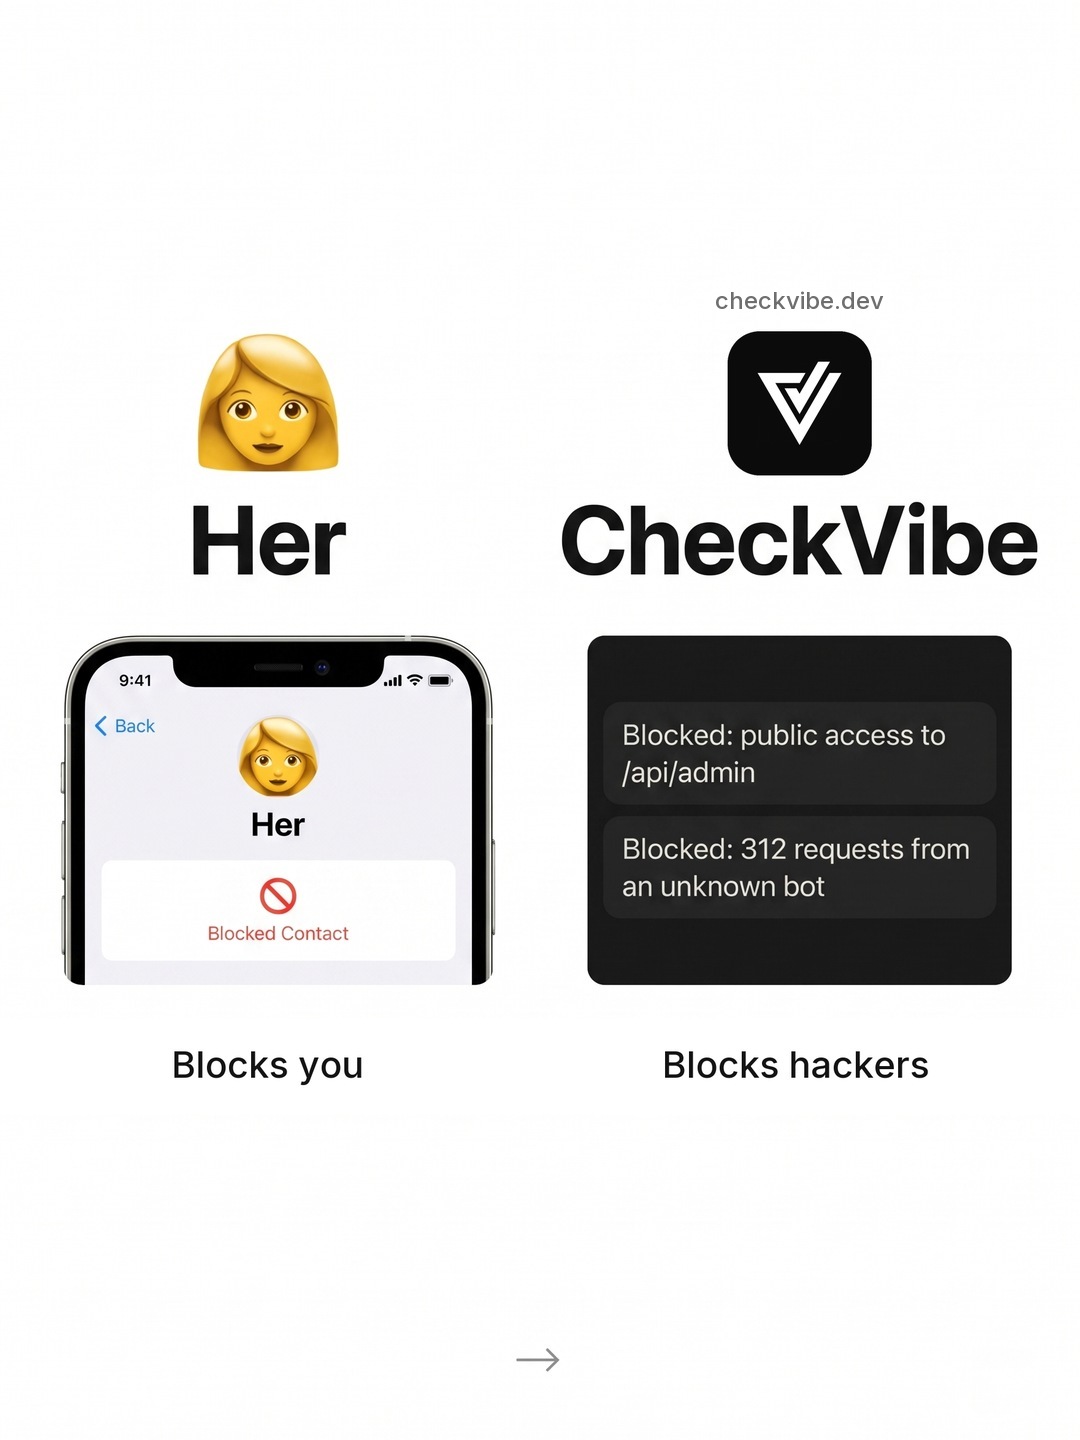 checkvibe.dev
Her
CheckVibe
9:41
Back
Her
Blocked Contact
Blocked: public access to
/api/admin
Blocked: 312 requests from
an unknown bot
Blocks you
Blocks hackers